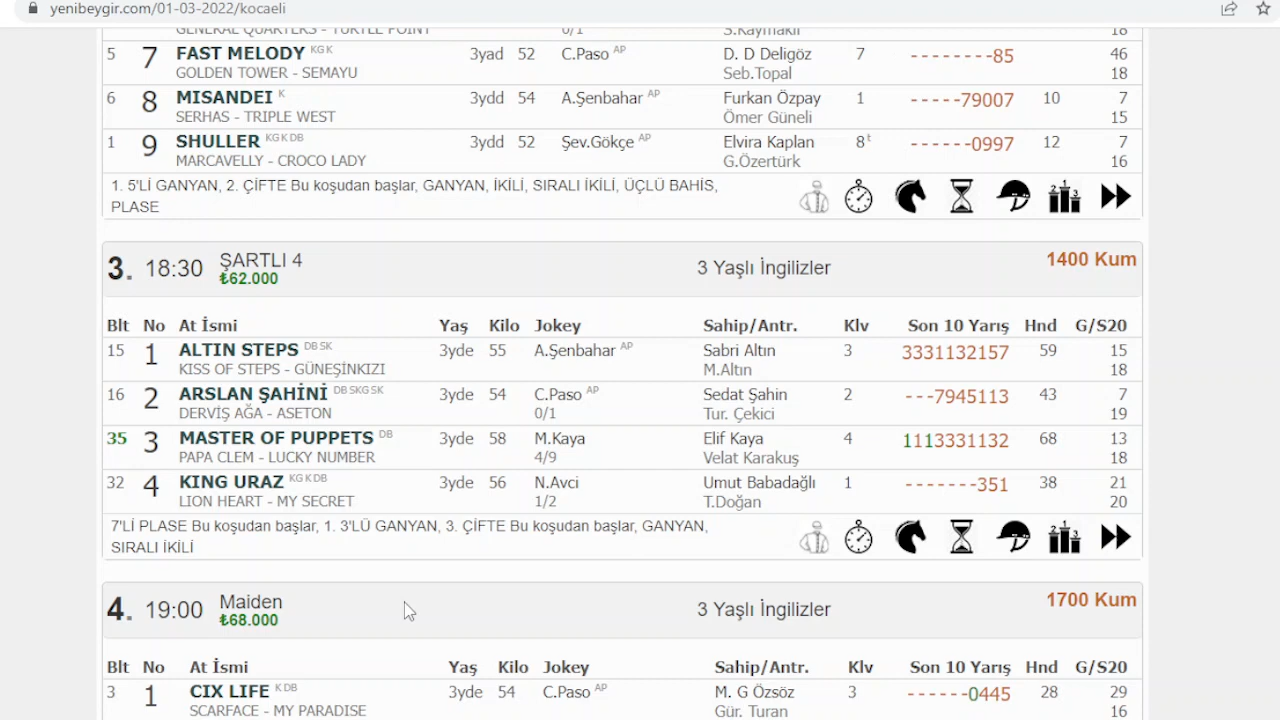 yenibeygir.com/01-03-2022/kocaeli
GENERAL QUARTERS - TURTLE POINT 0/1 S.Kaymaklı 18
5 7 FAST MELODY KG K 3yad 52 C.Paso AP D. D Deligöz 7 --------85 46
GOLDEN TOWER - SEMAYU Seb.Topal 18
6 8 MISANDEI K 3ydd 54 A.Şenbahar AP Furkan Özpay 1 -----79007 10 7
SERHAS - TRIPLE WEST Ömer Güneli 15
1 9 SHULLER KG K DB 3ydd 52 Şev.Gökçe AP Elvira Kaplan 8t ------0997 12 7
MARCAVELLY - CROCO LADY G.Özertürk 16
1. 5'Lİ GANYAN, 2. ÇİFTE Bu koşudan başlar, GANYAN, İKİLİ, SIRALI İKİLİ, ÜÇLÜ BAHİS,
PLASE
3. 18:30 ŞARTLI 4 3 Yaşlı İngilizler 1400 Kum
₺62.000
Blt No At İsmi Yaş Kilo Jokey Sahip/Antr. Klv Son 10 Yarış Hnd G/S20
15 1 ALTIN STEPS DB SK 3yde 55 A.Şenbahar AP Sabri Altın 3 3331132157 59 15
KISS OF STEPS - GÜNEŞİNKIZI M.Altın 18
16 2 ARSLAN ŞAHİNİ DB SKG SK 3yde 54 C.Paso AP Sedat Şahin 2 ---7945113 43 7
DERVİŞ AĞA - ASETON 0/1 Tur. Çekici 19
35 3 MASTER OF PUPPETS DB 3yde 58 M.Kaya Elif Kaya 4 1113331132 68 13
PAPA CLEM - LUCKY NUMBER 4/9 Velat Karakuş 18
32 4 KING URAZ KG K DB 3yde 56 N.Avci Umut Babadağlı 1 -------351 38 21
LION HEART - MY SECRET 1/2 T.Doğan 20
7'Lİ PLASE Bu koşudan başlar, 1. 3'LÜ GANYAN, 3. ÇİFTE Bu koşudan başlar, GANYAN,
SIRALI İKİLİ
4. 19:00 Maiden 3 Yaşlı İngilizler 1700 Kum
₺68.000
Blt No At İsmi Yaş Kilo Jokey Sahip/Antr. Klv Son 10 Yarış Hnd G/S20
3 1 CIX LIFE K DB 3yde 54 C.Paso AP M. G Özsöz 3 ------0445 28 29
SCARFACE - MY PARADISE Gür. Turan 16